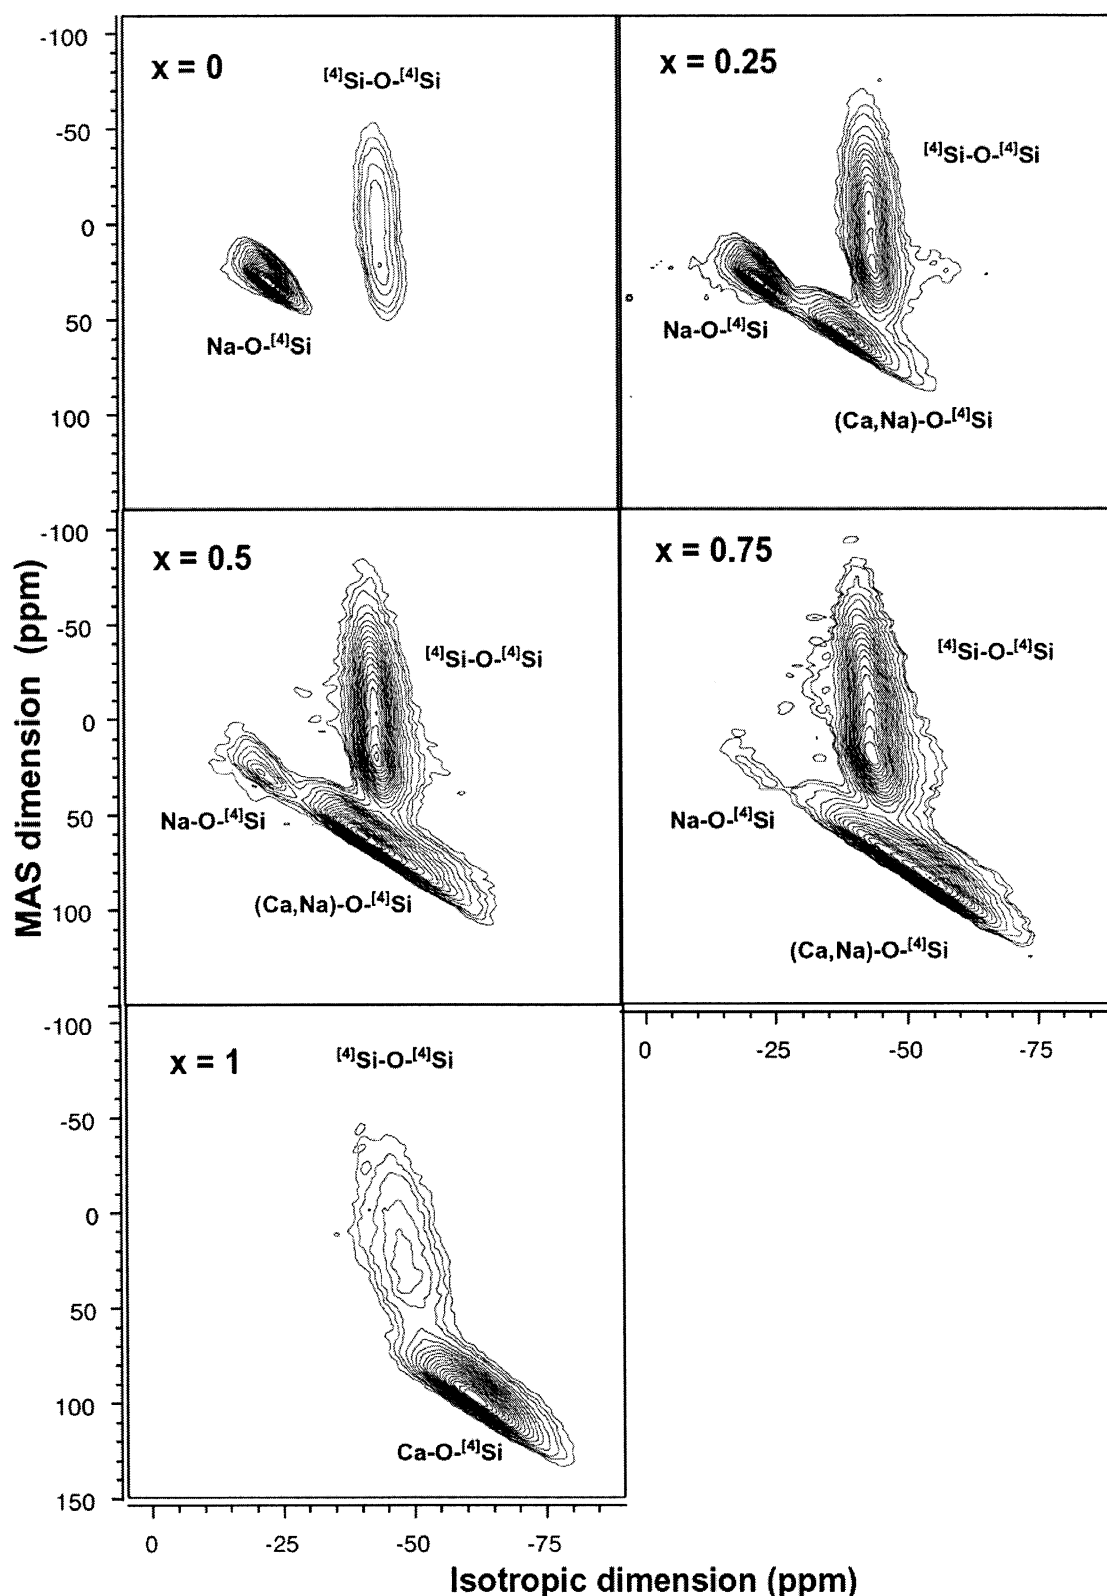 x = 0
[4]Si-O-[4]Si
Na-O-[4]Si
-100
-50
0
50
100
x = 0.25
[4]Si-O-[4]Si
Na-O-[4]Si
(Ca,Na)-O-[4]Si
x = 0.5
[4]Si-O-[4]Si
Na-O-[4]Si
(Ca,Na)-O-[4]Si
-100
-50
0
50
100
x = 0.75
[4]Si-O-[4]Si
Na-O-[4]Si
(Ca,Na)-O-[4]Si
0 -25 -50 -75
x = 1
[4]Si-O-[4]Si
Ca-O-[4]Si
-100
-50
0
50
100
150
0 -25 -50 -75
MAS dimension (ppm)
Isotropic dimension (ppm)